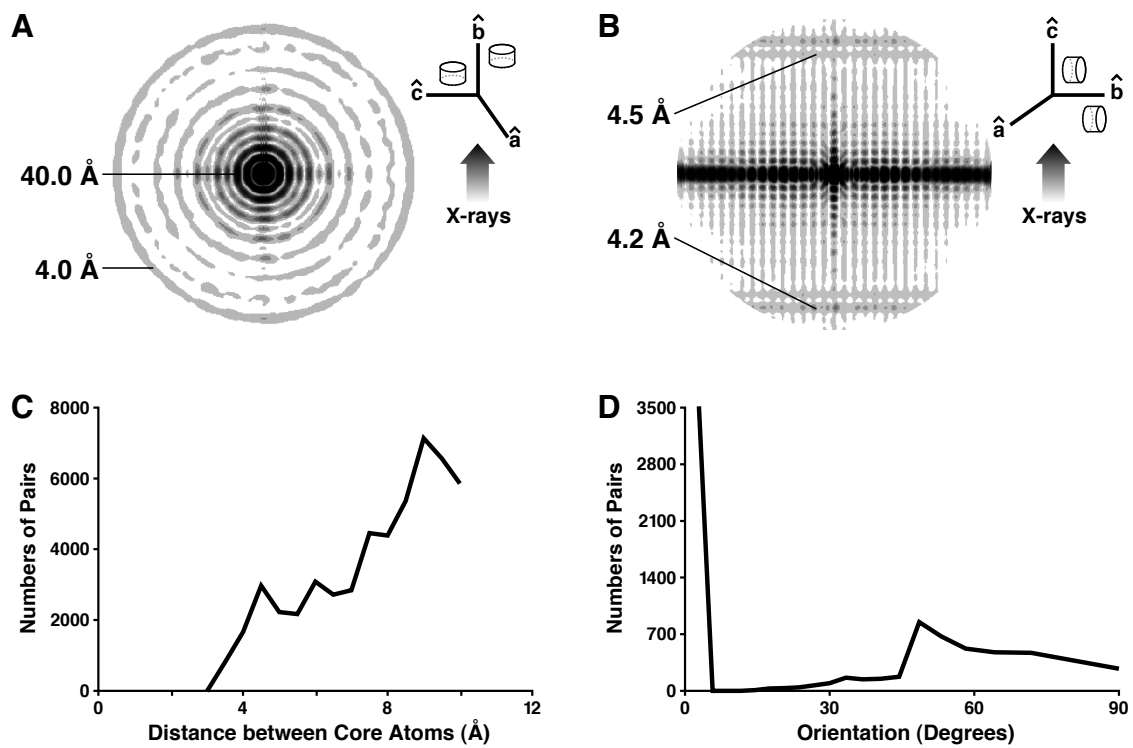 A
b̂
ĉ
â
40.0 Å
X-rays
4.0 Å
B
ĉ
b̂
â
4.5 Å
X-rays
4.2 Å
C
8000
6000
4000
2000
0
Numbers of Pairs
0 4 8 12
Distance between Core Atoms (Å)
D
3500
2800
2100
1400
700
0
Numbers of Pairs
0 30 60 90
Orientation (Degrees)